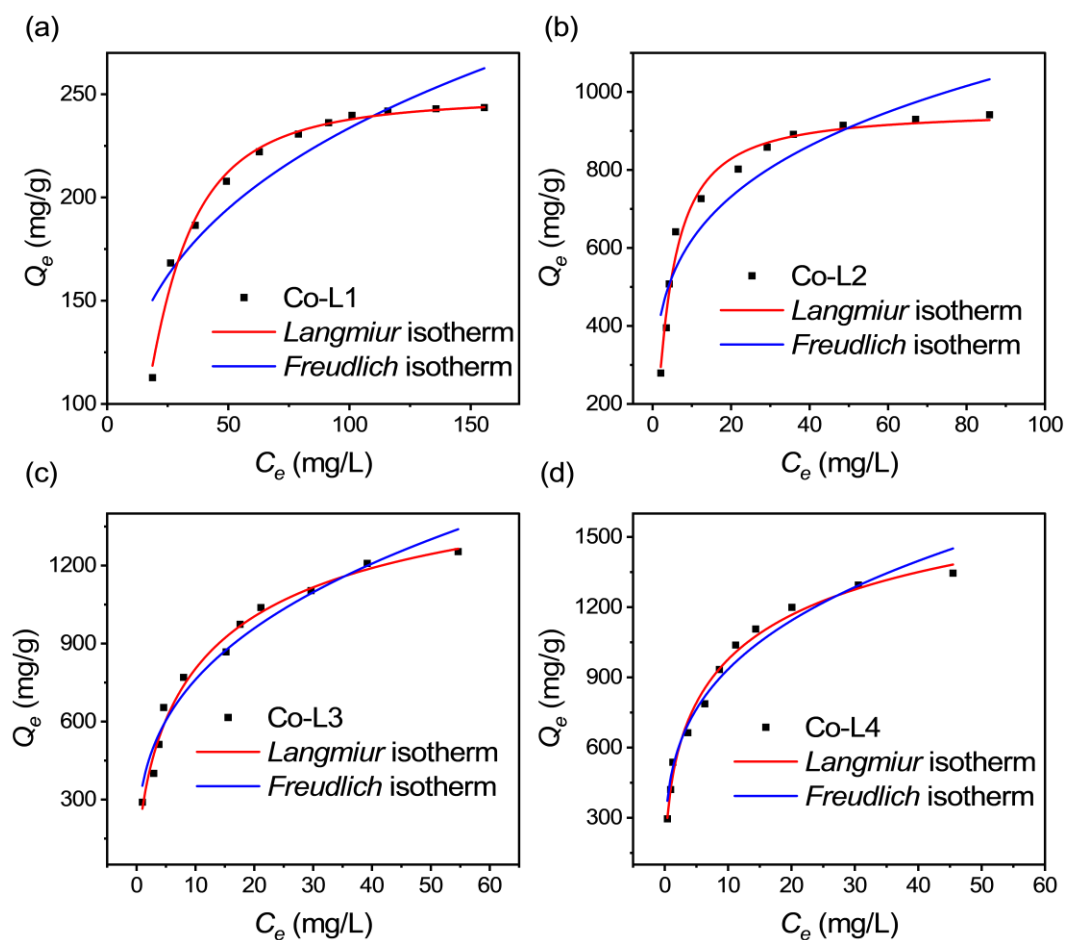 (a)
250
200
150
100
0
50
100
150
Qe (mg/g)
Ce (mg/L)
Co-L1
Langmiur isotherm
Freudlich isotherm
(b)
1000
800
600
400
200
0
20
40
60
80
100
Qe (mg/g)
Ce (mg/L)
Co-L2
Langmiur isotherm
Freudlich isotherm
(c)
1200
900
600
300
0
10
20
30
40
50
60
Qe (mg/g)
Ce (mg/L)
Co-L3
Langmiur isotherm
Freudlich isotherm
(d)
1500
1200
900
600
300
0
10
20
30
40
50
60
Qe (mg/g)
Ce (mg/L)
Co-L4
Langmiur isotherm
Freudlich isotherm